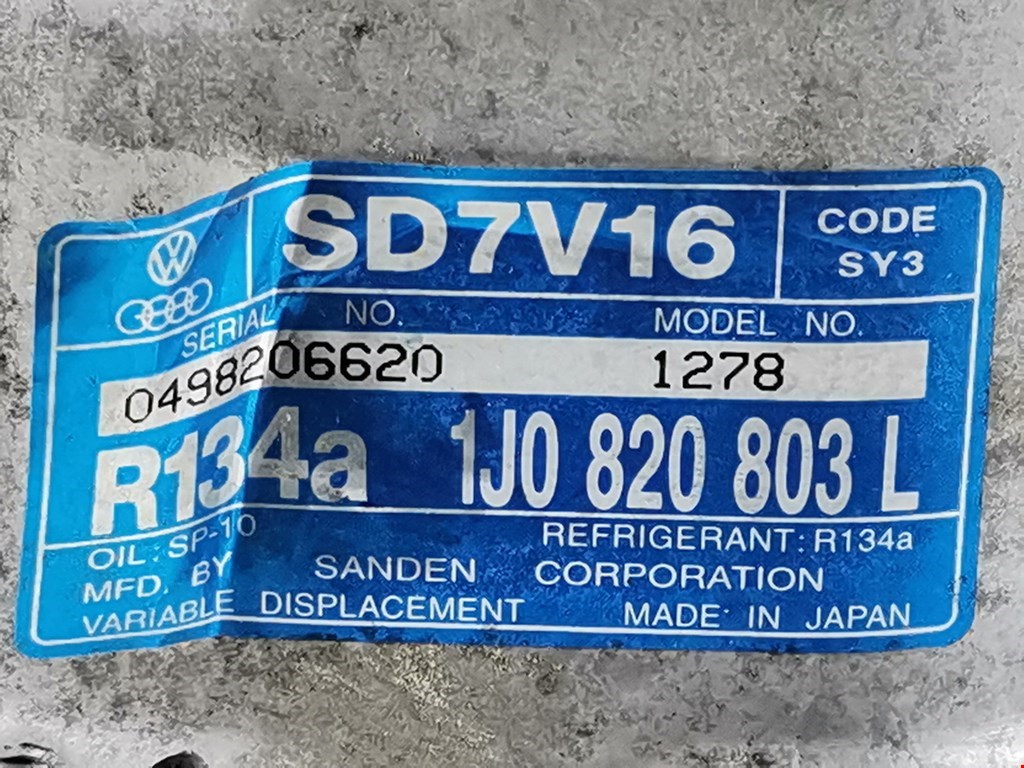 SD7V16
CODE
SY3
SERIAL NO. MODEL NO.
0498206620 1278
R134a 1J0 820 803 L
OIL: SP-10 REFRIGERANT: R134a
MFD. BY SANDEN CORPORATION
VARIABLE DISPLACEMENT MADE IN JAPAN